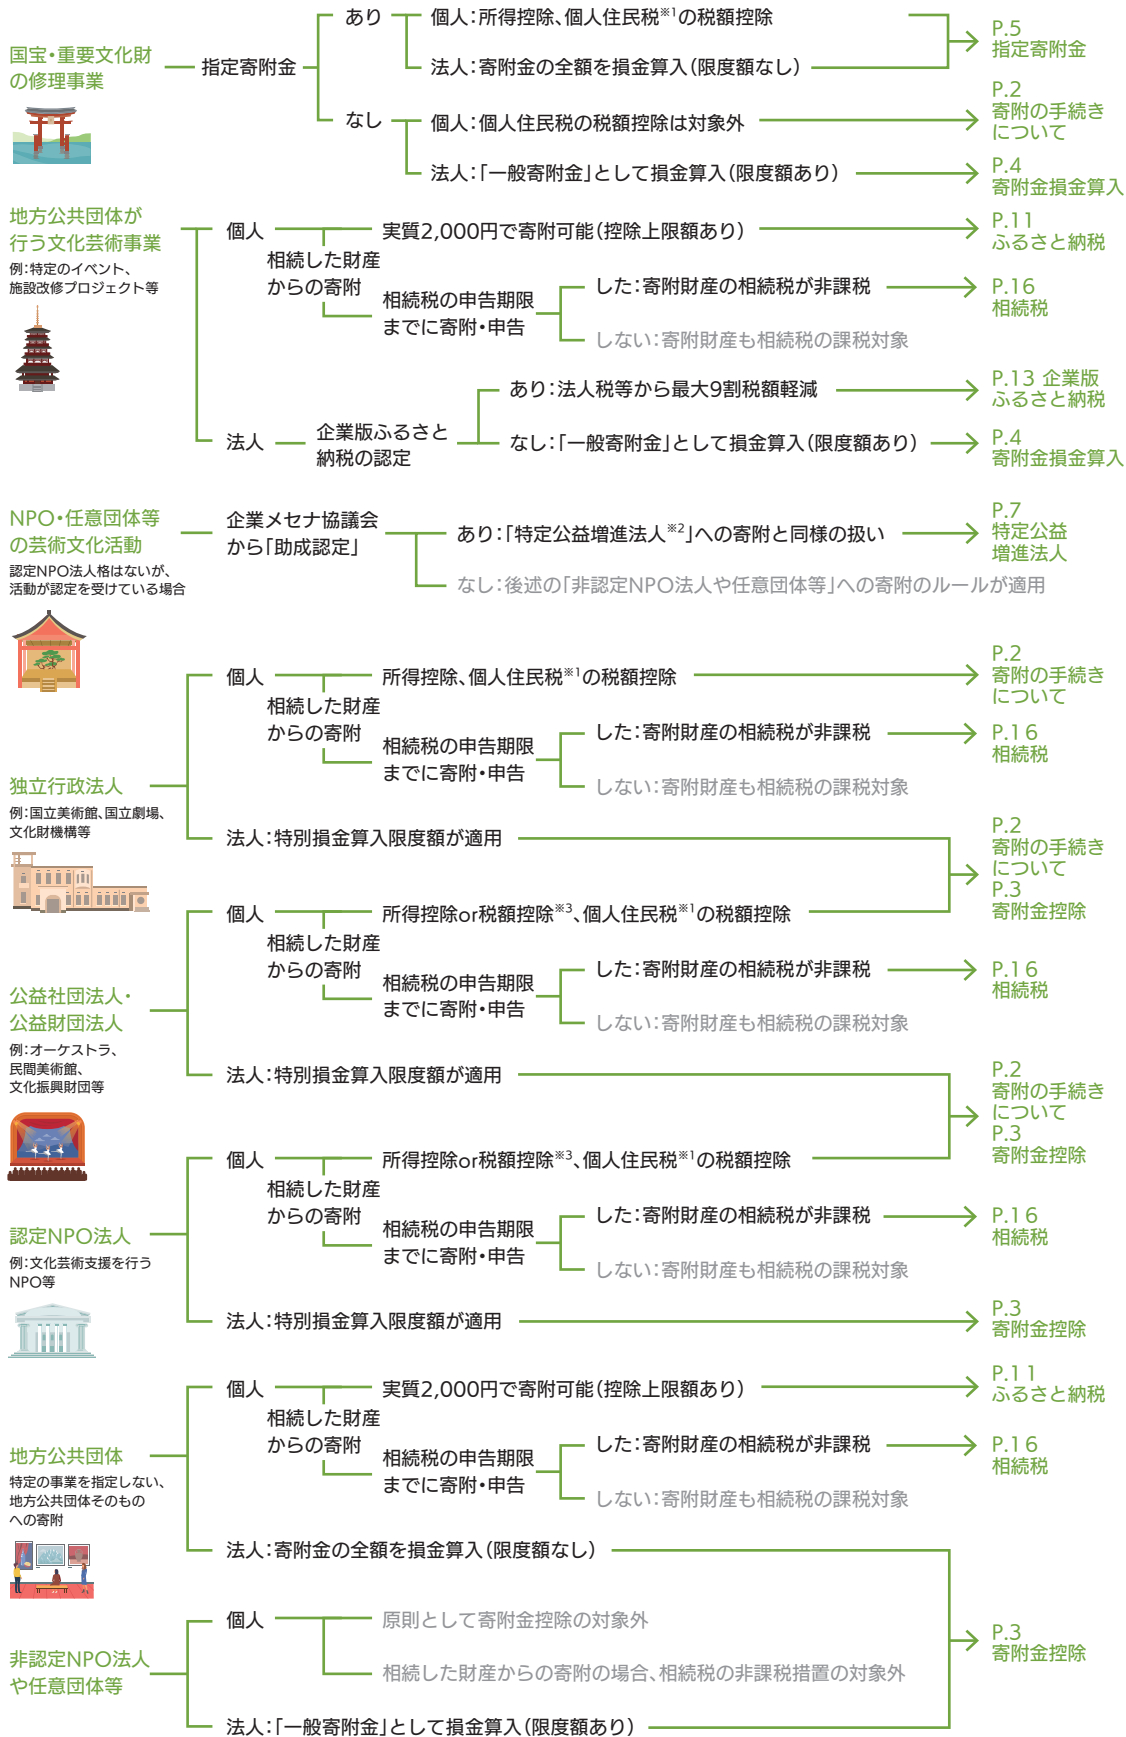 国宝・重要文化財
の修理事業
指定寄附金
あり
個人：所得控除、個人住民税※1の税額控除
法人：寄附金の全額を損金算入（限度額なし）
P.5
指定寄附金
なし
個人：個人住民税の税額控除は対象外
P.2
寄附の手続き
について
法人：「一般寄附金」として損金算入（限度額あり）
P.4
寄附金損金算入
地方公共団体が
行う文化芸術事業
例：特定のイベント、
施設改修プロジェクト等
個人
実質2,000円で寄附可能（控除上限額あり）
P.11
ふるさと納税
相続した財産
からの寄附
相続税の申告期限
までに寄附・申告
した：寄附財産の相続税が非課税
P.16
相続税
しない：寄附財産も相続税の課税対象
法人
企業版ふるさと
納税の認定
あり：法人税等から最大9割税額軽減
P.13 企業版
ふるさと納税
なし：「一般寄附金」として損金算入（限度額あり）
P.4
寄附金損金算入
NPO・任意団体等
の芸術文化活動
認定NPO法人格はないが、
活動が認定を受けている場合
企業メセナ協議会
から「助成認定」
あり：「特定公益増進法人※2」への寄附と同様の扱い
P.7
特定公益
増進法人
なし：後述の「非認定NPO法人や任意団体等」への寄附のルールが適用
独立行政法人
例：国立美術館、国立劇場、
文化財機構等
個人
所得控除、個人住民税※1の税額控除
P.2
寄附の手続き
について
相続した財産
からの寄附
相続税の申告期限
までに寄附・申告
した：寄附財産の相続税が非課税
P.16
相続税
しない：寄附財産も相続税の課税対象
法人：特別損金算入限度額が適用
P.2
寄附の手続き
について
P.3
寄附金控除
公益社団法人・
公益財団法人
例：オーケストラ、
民間美術館、
文化振興財団等
個人
所得控除or税額控除※3、個人住民税※1の税額控除
相続した財産
からの寄附
相続税の申告期限
までに寄附・申告
した：寄附財産の相続税が非課税
P.16
相続税
しない：寄附財産も相続税の課税対象
法人：特別損金算入限度額が適用
P.2
寄附の手続き
について
P.3
寄附金控除
認定NPO法人
例：文化芸術支援を行う
NPO等
個人
所得控除or税額控除※3、個人住民税※1の税額控除
相続した財産
からの寄附
相続税の申告期限
までに寄附・申告
した：寄附財産の相続税が非課税
P.16
相続税
しない：寄附財産も相続税の課税対象
法人：特別損金算入限度額が適用
P.3
寄附金控除
地方公共団体
特定の事業を指定しない、
地方公共団体そのもの
への寄附
個人
実質2,000円で寄附可能（控除上限額あり）
P.11
ふるさと納税
相続した財産
からの寄附
相続税の申告期限
までに寄附・申告
した：寄附財産の相続税が非課税
P.16
相続税
しない：寄附財産も相続税の課税対象
法人：寄附金の全額を損金算入（限度額なし）
非認定NPO法人
や任意団体等
個人
原則として寄附金控除の対象外
相続した財産からの寄附の場合、相続税の非課税措置の対象外
P.3
寄附金控除
法人：「一般寄附金」として損金算入（限度額あり）